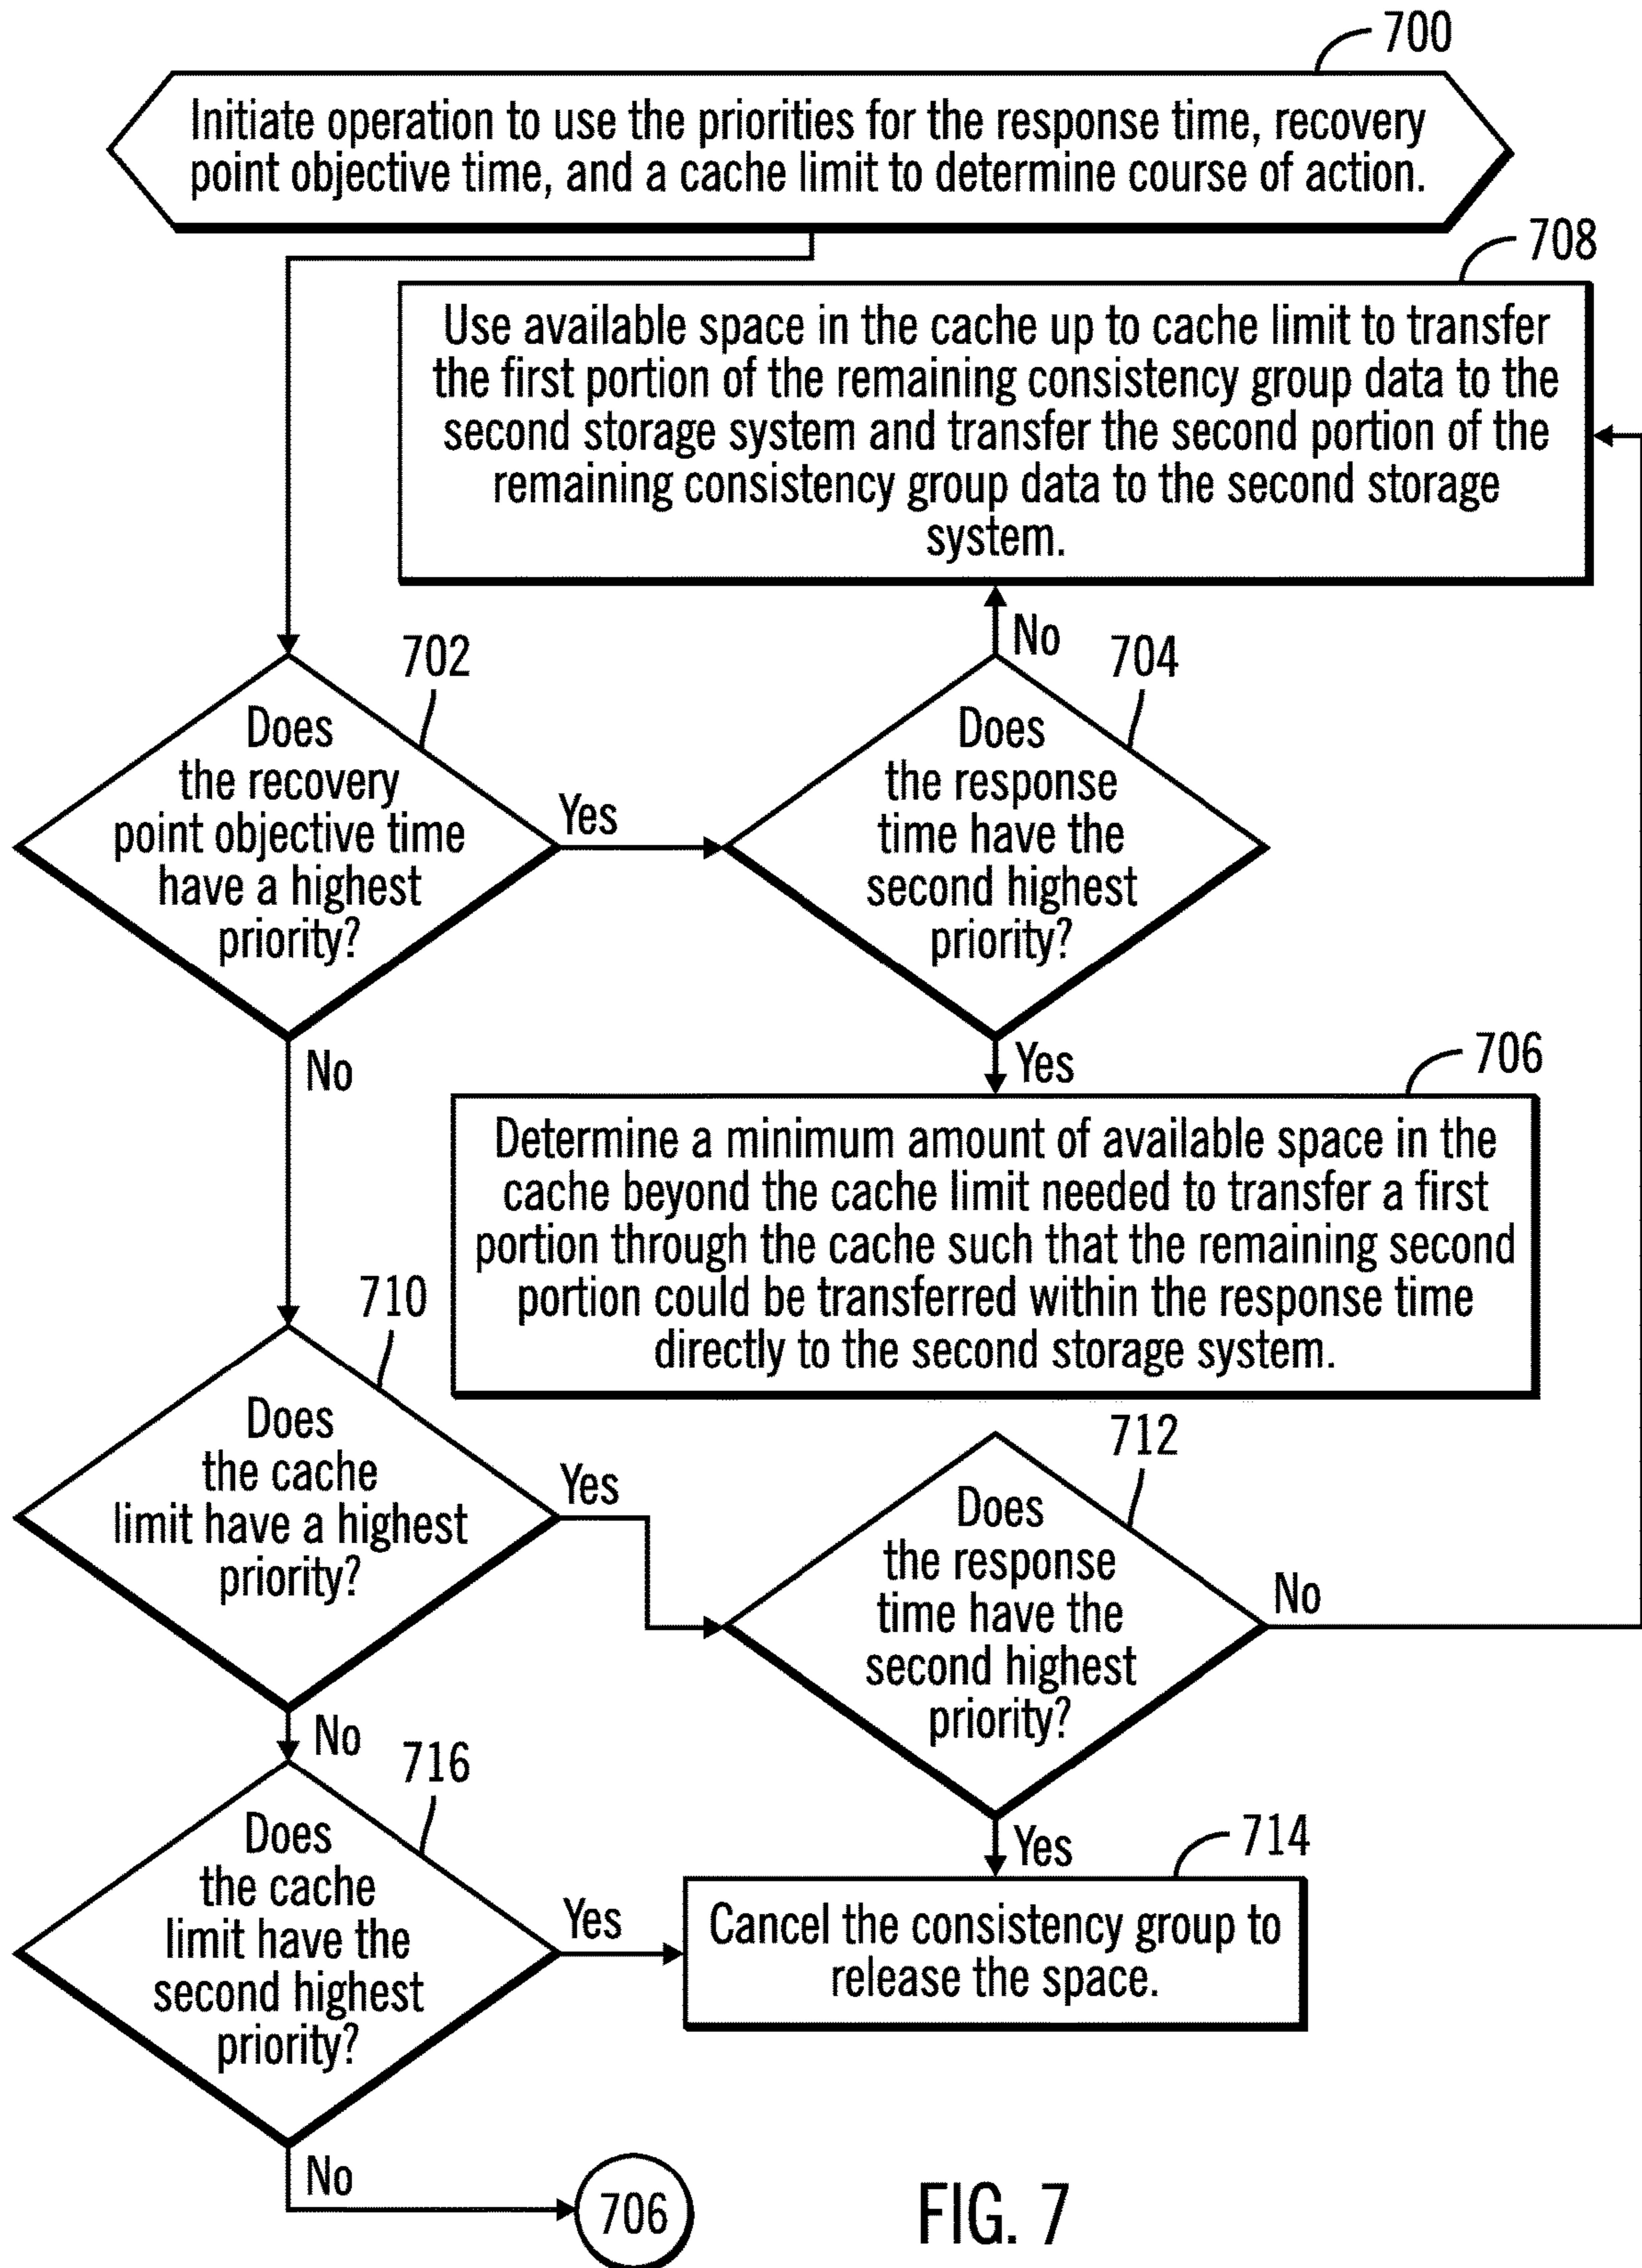 700
Initiate operation to use the priorities for the response time, recovery
point objective time, and a cache limit to determine course of action.
708
Use available space in the cache up to cache limit to transfer
the first portion of the remaining consistency group data to the
second storage system and transfer the second portion of the
remaining consistency group data to the second storage
system.
702
Does
the recovery
point objective time
have a highest
priority?
Yes
No
No
704
Does
the response
time have the
second highest
priority?
Yes
706
Determine a minimum amount of available space in the
cache beyond the cache limit needed to transfer a first
portion through the cache such that the remaining second
portion could be transferred within the response time
directly to the second storage system.
710
Does
the cache
limit have a highest
priority?
Yes
No
712
Does
the response
time have the
second highest
priority?
No
Yes
716
Does
the cache
limit have the
second highest
priority?
Yes
714
Cancel the consistency group to
release the space.
No
706
FIG. 7